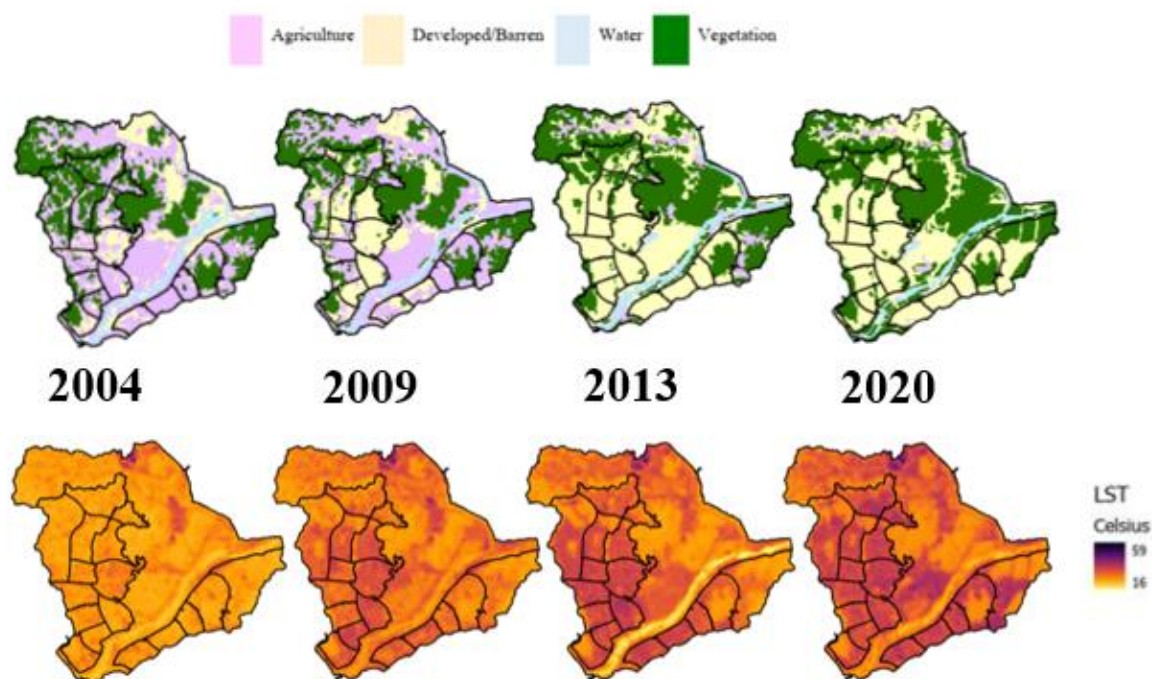 Agriculture Developed/Barren Water Vegetation
2004 2009 2013 2020
LST
Celsius
59
16